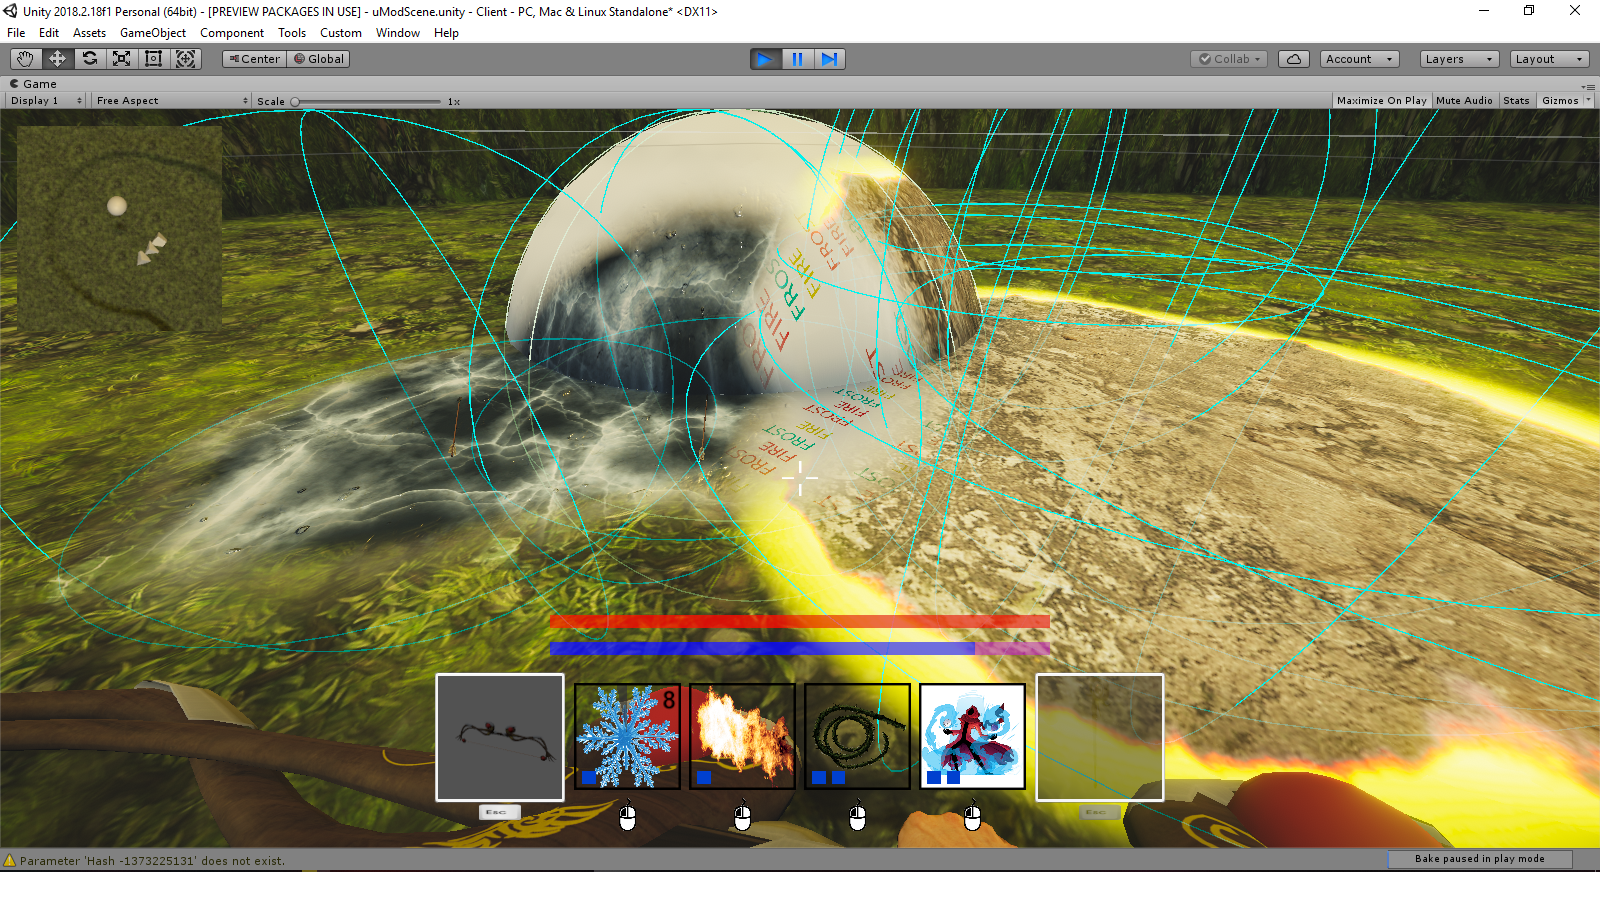 Unity 2018.2.18f1 Personal (64bit) - [PREVIEW PACKAGES IN USE] - uModScene.unity - Client - PC, Mac & Linux Standalone* <DX11>
File Edit Assets GameObject Component Tools Custom Window Help
Center Global Collab Account Layers Layout
Game
Display 1 Free Aspect Scale 1x Maximize On Play Mute Audio Stats Gizmos
FIRE
FIRE
FROST
FIRE
FROST
FIRE
FROST
FIRE
FIRE
FROST
FIRE
FROST
8
Esc
Esc
Parameter 'Hash -1373225131' does not exist.
Bake paused in play mode